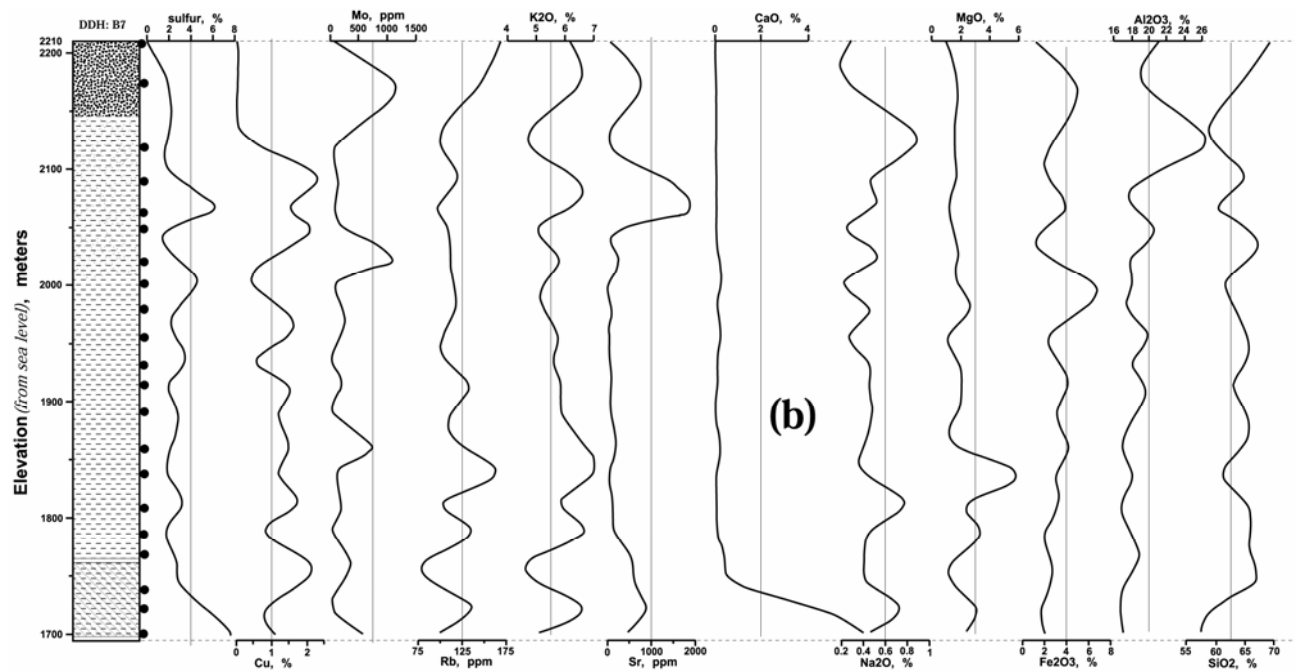 DDH: B7
sulfur, %
0 2 4 6 8
Mo, ppm
0 500 1000 1500
K2O, %
4 5 6 7
CaO, %
0 2 4
MgO, %
0 3 6
Al2O3, %
16 18 20 22 24 26
Elevation (from sea level), meters
2210
2200
2100
2000
1900
1800
1700
(b)
0 1 2
Cu, %
75 125 175
Rb, ppm
0 1000 2000
Sr, ppm
0.2 0.4 0.6 0.8 1
Na2O, %
0 2 4 6 8
Fe2O3, %
55 60 65 70
SiO2, %